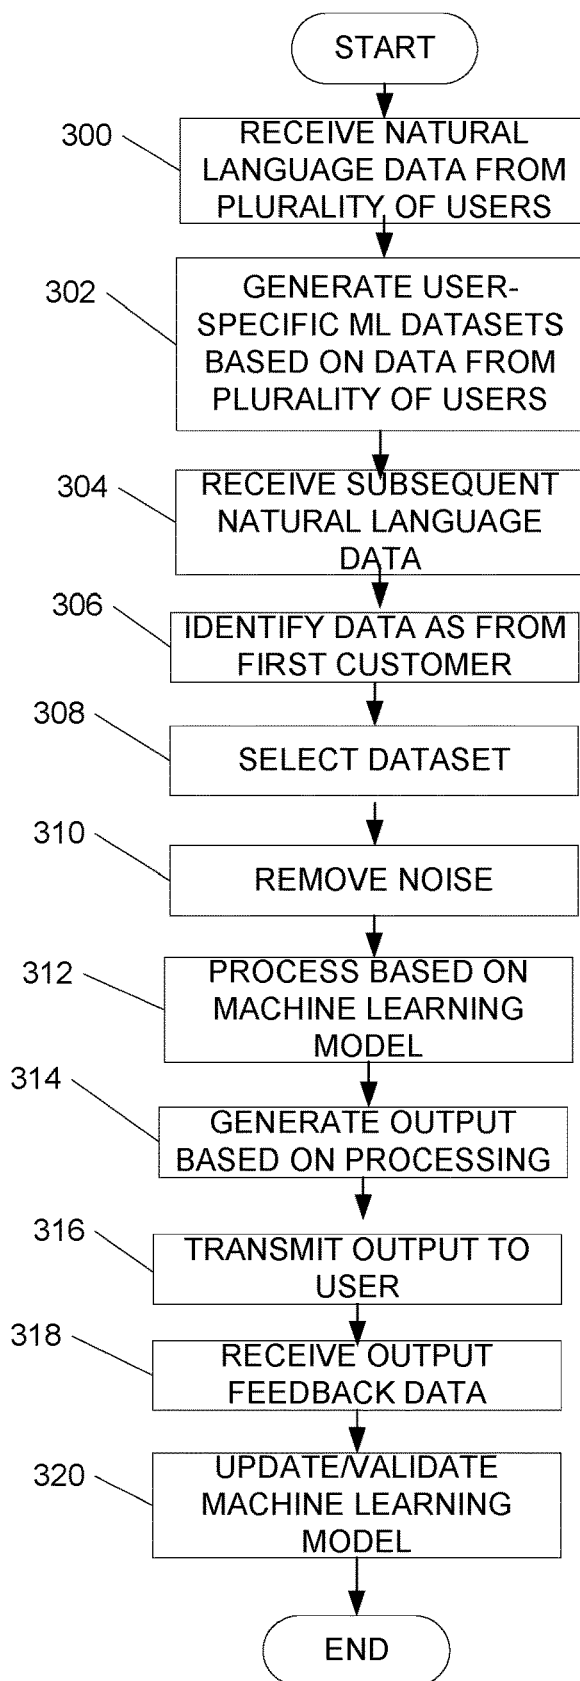 START
300
RECEIVE NATURAL
LANGUAGE DATA FROM
PLURALITY OF USERS
302
GENERATE USER-
SPECIFIC ML DATASETS
BASED ON DATA FROM
PLURALITY OF USERS
304
RECEIVE SUBSEQUENT
NATURAL LANGUAGE
DATA
306
IDENTIFY DATA AS FROM
FIRST CUSTOMER
308
SELECT DATASET
310
REMOVE NOISE
312
PROCESS BASED ON
MACHINE LEARNING
MODEL
314
GENERATE OUTPUT
BASED ON PROCESSING
316
TRANSMIT OUTPUT TO
USER
318
RECEIVE OUTPUT
FEEDBACK DATA
320
UPDATE/VALIDATE
MACHINE LEARNING
MODEL
END